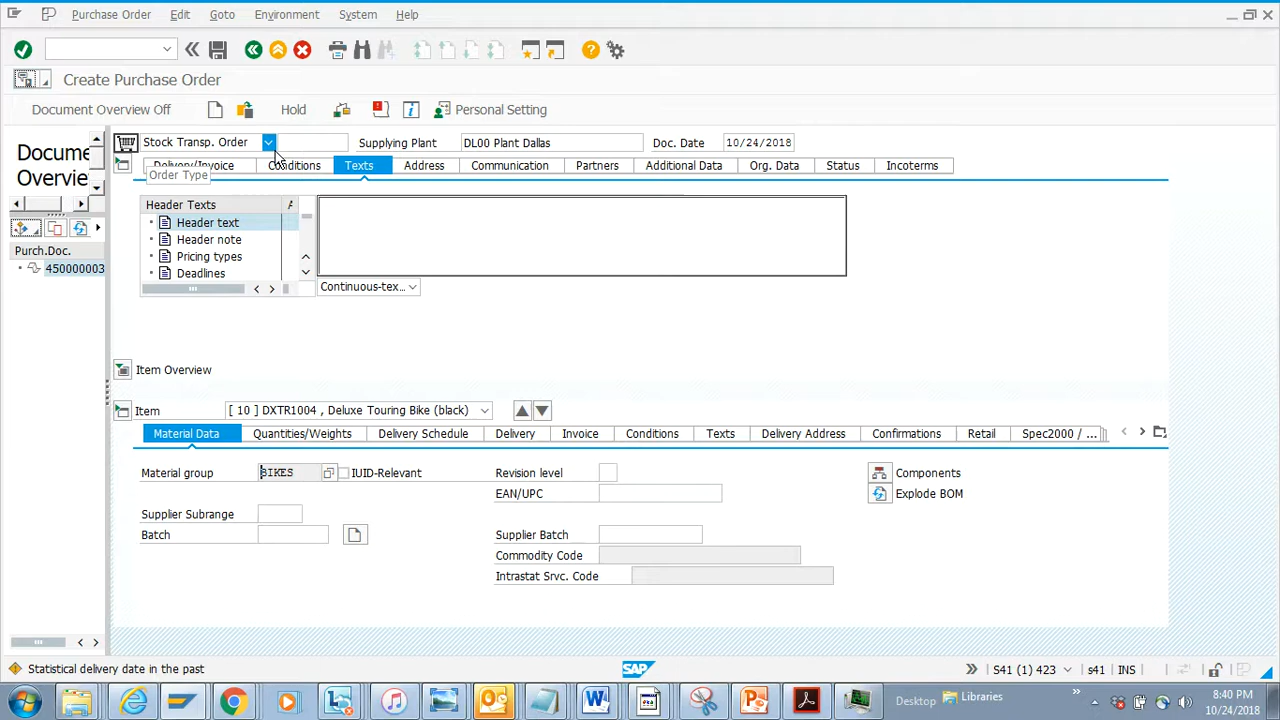 Purchase Order Edit Goto Environment System Help
Create Purchase Order
Document Overview Off Hold Personal Setting
Docume
Overvie
Purch.Doc.
450000003
Stock Transp. Order Supplying Plant DL00 Plant Dallas Doc. Date 10/24/2018
Delivery/Invoice Conditions Texts Address Communication Partners Additional Data Org. Data Status Incoterms
Order Type
Header Texts A
Header text
Header note
Pricing types
Deadlines
Continuous-tex...
Item Overview
Item [ 10 ] DXTR1004 , Deluxe Touring Bike (black)
Material Data Quantities/Weights Delivery Schedule Delivery Invoice Conditions Texts Delivery Address Confirmations Retail Spec2000 / ...
Material group BIKES IUID-Relevant Revision level Components
EAN/UPC Explode BOM
Supplier Subrange
Batch Supplier Batch
Commodity Code
Intrastat Srvc. Code
Statistical delivery date in the past SAP S41 (1) 423 s41 INS
Desktop Libraries 8:40 PM
10/24/2018